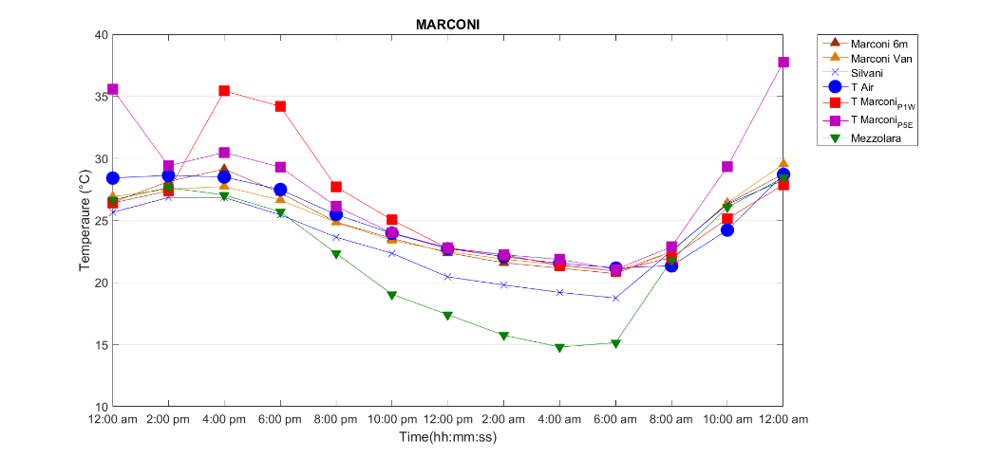 MARCONI
40
35
30
25
20
15
10
Temperaure (°C)
12:00 am 2:00 pm 4:00 pm 6:00 pm 8:00 pm 10:00 pm 12:00 pm 2:00 am 4:00 am 6:00 am 8:00 am 10:00 am 12:00 am
Time(hh:mm:ss)
Marconi 6m
Marconi Van
Silvani
T Air
T MarconiP1W
T MarconiP5E
Mezzolara